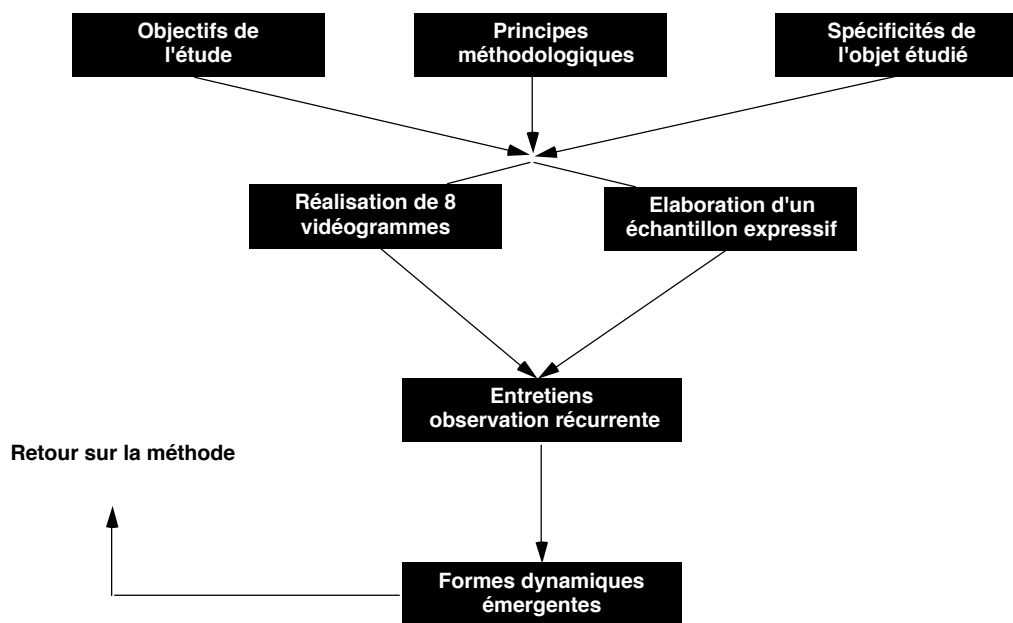 Objectifs de
l'étude
Principes
méthodologiques
Spécificités de
l'objet étudié
Réalisation de 8
vidéogrammes
Elaboration d'un
échantillon expressif
Entretiens
observation récurrente
Retour sur la méthode
Formes dynamiques
émergentes